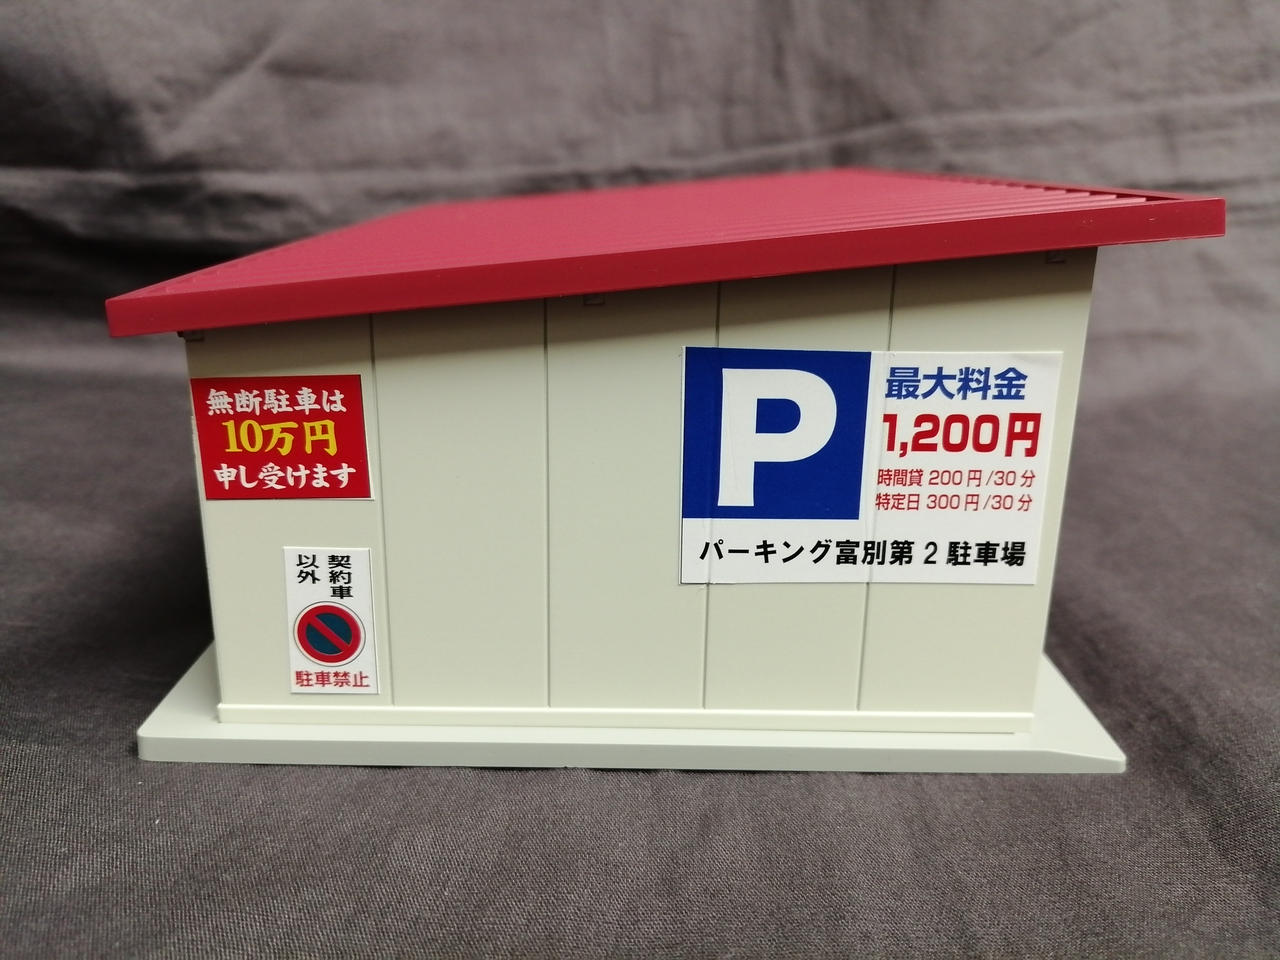 無断駐車は
10万円
申し受けます
契約車
以外
駐車禁止
P
最大料金
1,200円
時間貸 200円/30分
特定日 300円/30分
パーキング富別第2駐車場